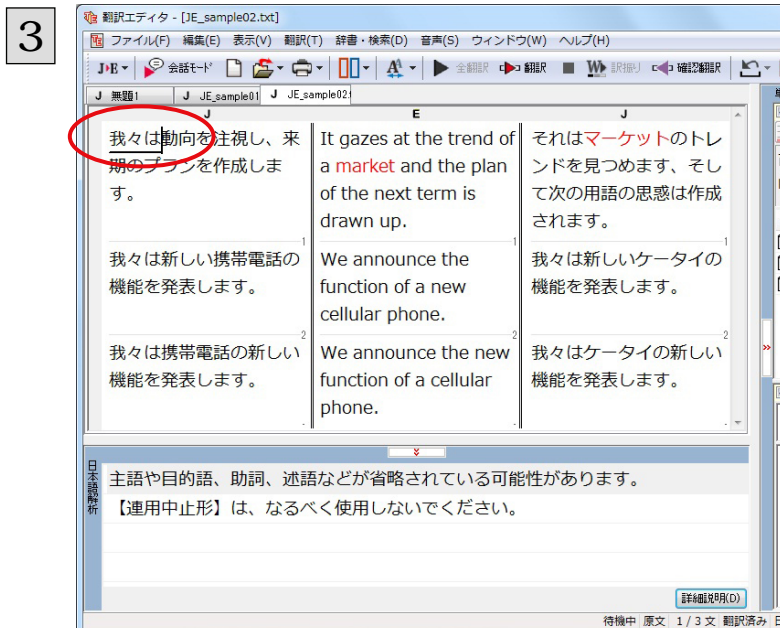 3
翻訳エディタ - [JE_sample02.txt]
ファイル(F) 編集(E) 表示(V) 翻訳(T) 辞書・検索(D) 音声(S) ウィンドウ(W) ヘルプ(H)
J▸E 会話モード 全翻訳 翻訳 訳振り 確認翻訳
J 無題1 J JE_sample01 J JE_sample02
J E J
我々は動向を注視し、来
期のプランを作成しま
す。
It gazes at the trend of
a market and the plan
of the next term is
drawn up.
それはマーケットのトレ
ンドを見つめます、そし
て次の用語の思惑は作成
されます。
1 1 1
我々は新しい携帯電話の
機能を発表します。
We announce the
function of a new
cellular phone.
我々は新しいケータイの
機能を発表します。
2 2 2
我々は携帯電話の新しい
機能を発表します。
We announce the new
function of a cellular
phone.
我々はケータイの新しい
機能を発表します。
日本語解析
主語や目的語、助詞、述語などが省略されている可能性があります。
【連用中止形】は、なるべく使用しないでください。
詳細説明(D)
待機中 原文 1 / 3 文 翻訳済み